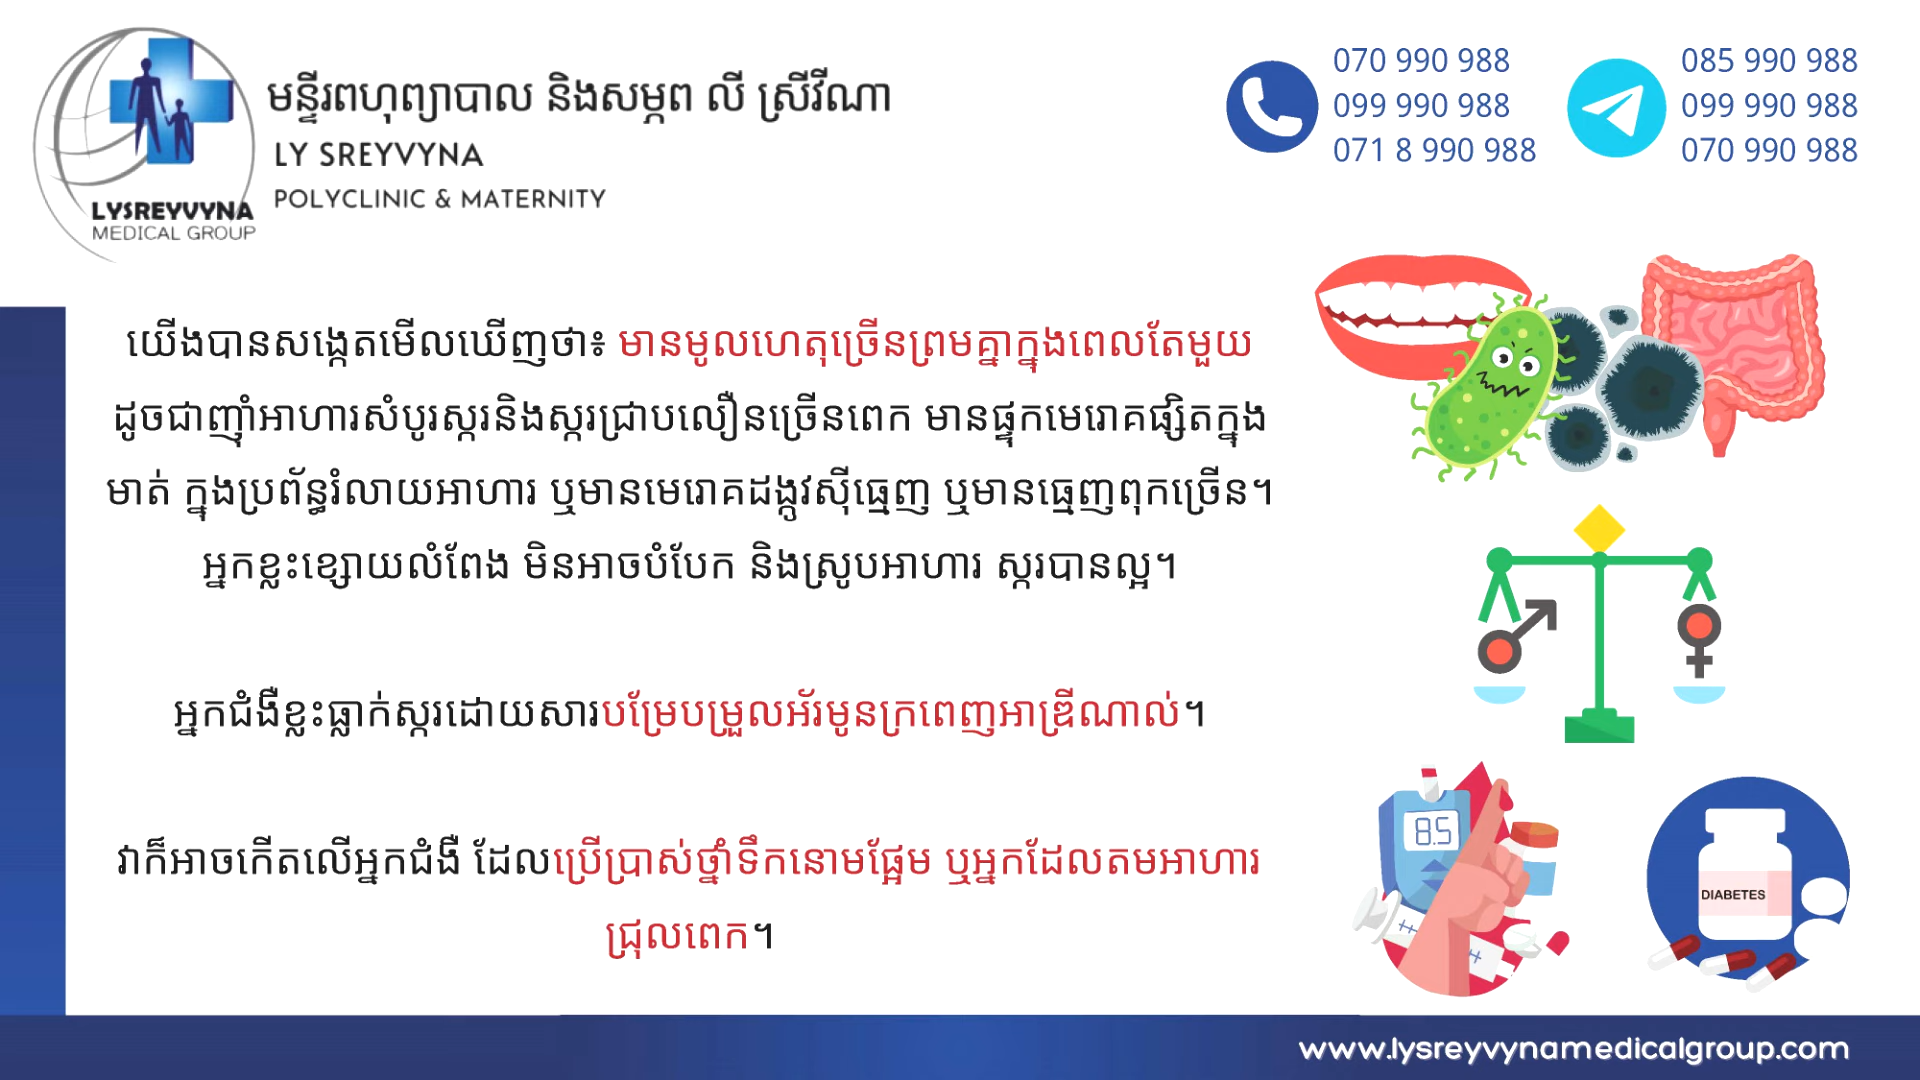 មន្ទីរពហុព្យាបាល និងសម្ភព លី ស្រីវីណា
LY SREYVYNA
POLYCLINIC & MATERNITY
LYSREYVYNA
MEDICAL GROUP
070 990 988
099 990 988
071 8 990 988
085 990 988
099 990 988
070 990 988
យើងបានសង្កេតមើលឃើញថា៖ មានមូលហេតុច្រើនព្រមគ្នាក្នុងពេលតែមួយ
ដូចជាញ៉ាំអាហារសំបូរស្ករនិងស្ករជ្រាបលឿនច្រើនពេក មានផ្ទុកមេរោគផ្សិតក្នុង
មាត់ ក្នុងប្រព័ន្ធរំលាយអាហារ ឬមានមេរោគដង្កូវស៊ីធ្មេញ ឬមានធ្មេញពុកច្រើន។
អ្នកខ្លះខ្សោយលំពែង មិនអាចបំបែក និងស្រូបអាហារ ស្ករបានល្អ។
អ្នកជំងឺខ្លះធ្លាក់ស្ករដោយសារបម្រែបម្រួលអ័រមូនក្រពេញអាឌ្រីណាល់។
វាក៏អាចកើតលើអ្នកជំងឺ ដែលប្រើប្រាស់ថ្នាំទឹកនោមផ្អែម ឬអ្នកដែលតមអាហារ
ជ្រុលពេក។
8.5
DIABETES
www.lysreyvynamedicalgroup.com